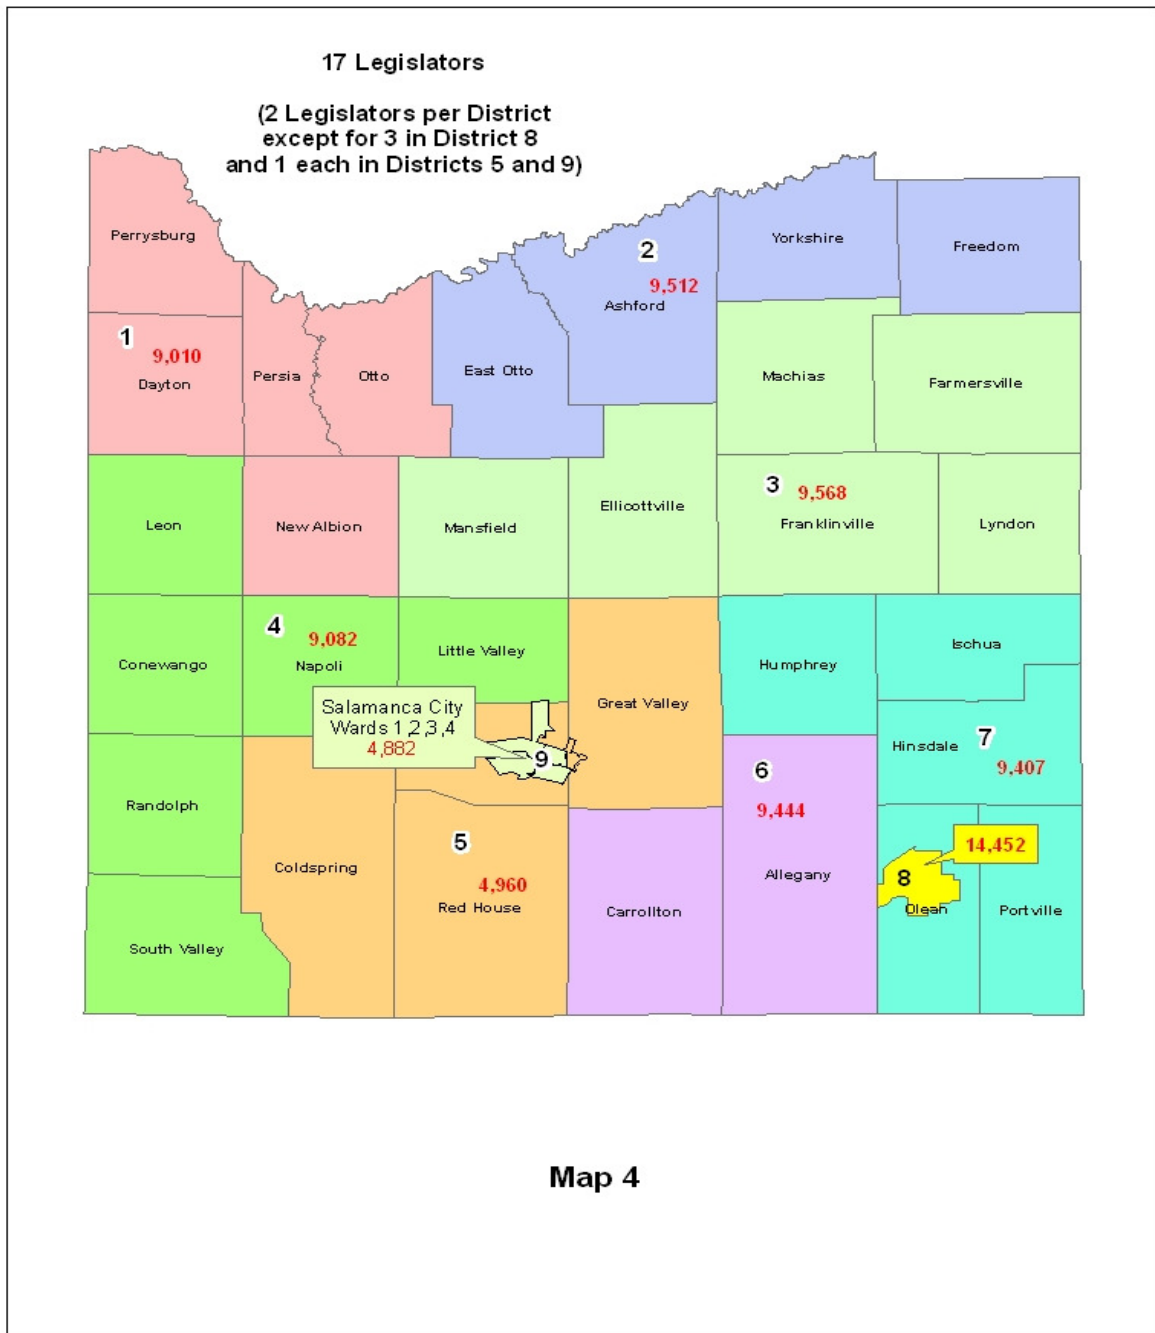 17 Legislators
(2 Legislators per District
except for 3 in District 8
and 1 each in Districts 5 and 9)
Perrysburg
Yorkshire
Freedom
2
9,512
Ashford
1
9,010
Dayton
Persia
Otto
East Otto
Machias
Farmersville
Leon
New Albion
Mansfield
Ellicottville
3
9,568
Franklinville
Lyndon
4
9,082
Napoli
Conewango
Little Valley
Humphrey
Ischua
Great Valley
Salamanca City
Wards 1,2,3,4
4,882
9
Hinsdale
7
9,407
6
9,444
Allegany
Randolph
Coldspring
5
4,960
Red House
Carrollton
14,452
8
Olean
Portville
South Valley
Map 4